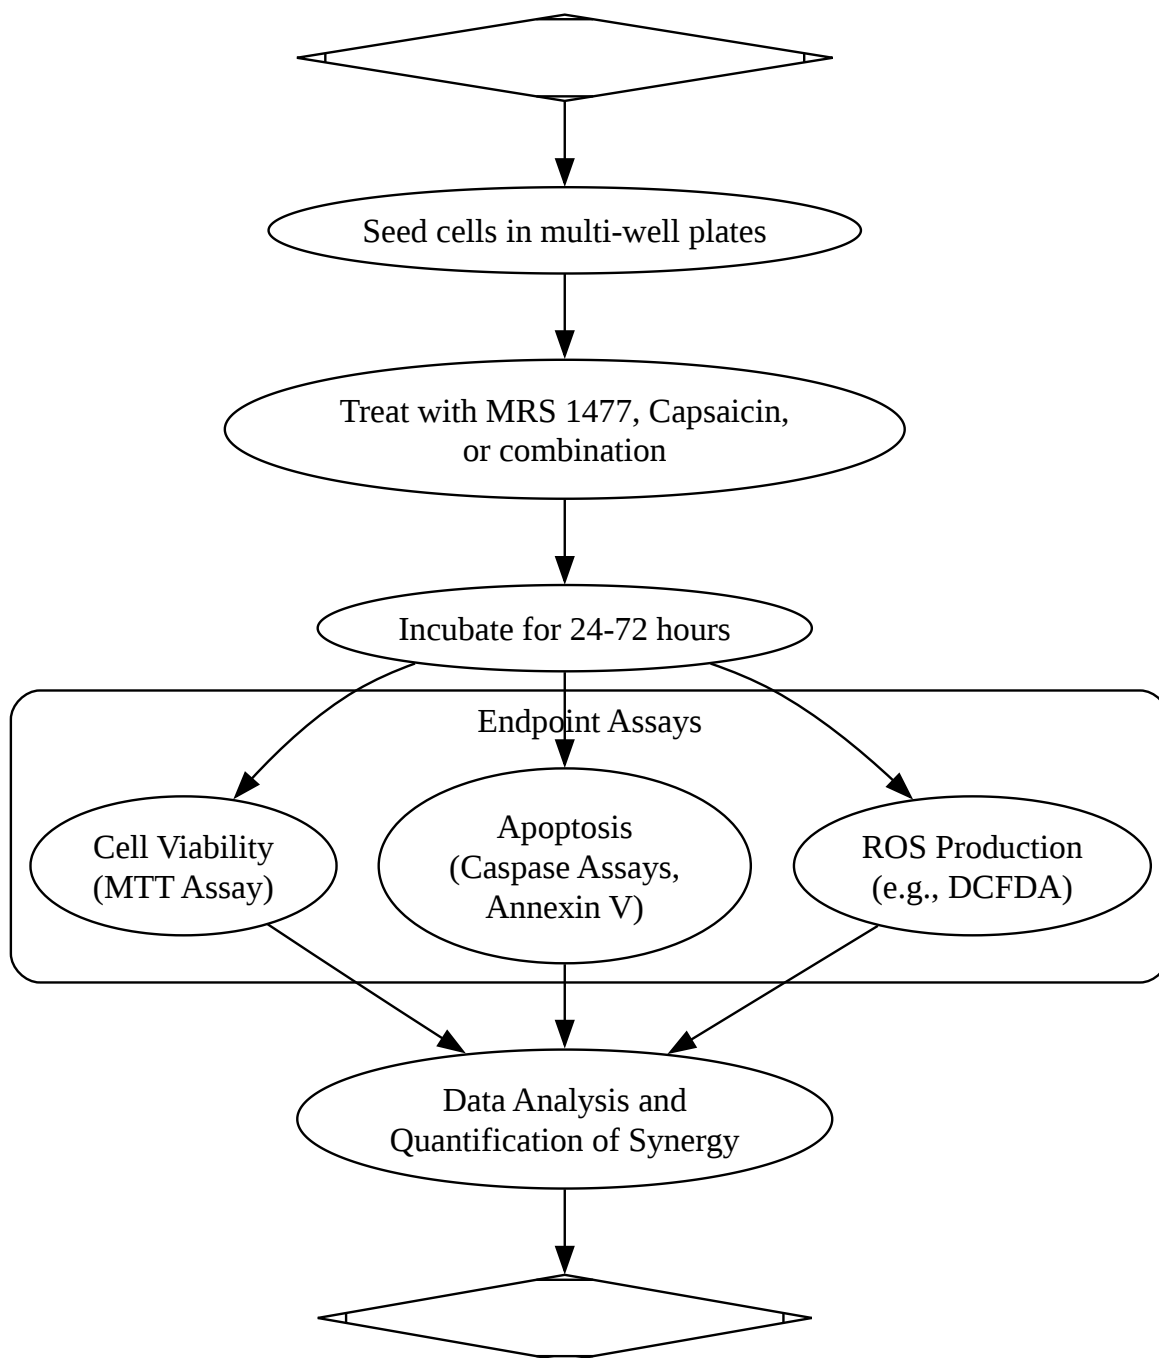 Seed cells in multi-well plates
Treat with MRS 1477, Capsaicin,
or combination
Incubate for 24-72 hours
Endpoint Assays
Cell Viability
(MTT Assay)
Apoptosis
(Caspase Assays,
Annexin V)
ROS Production
(e.g., DCFDA)
Data Analysis and
Quantification of Synergy